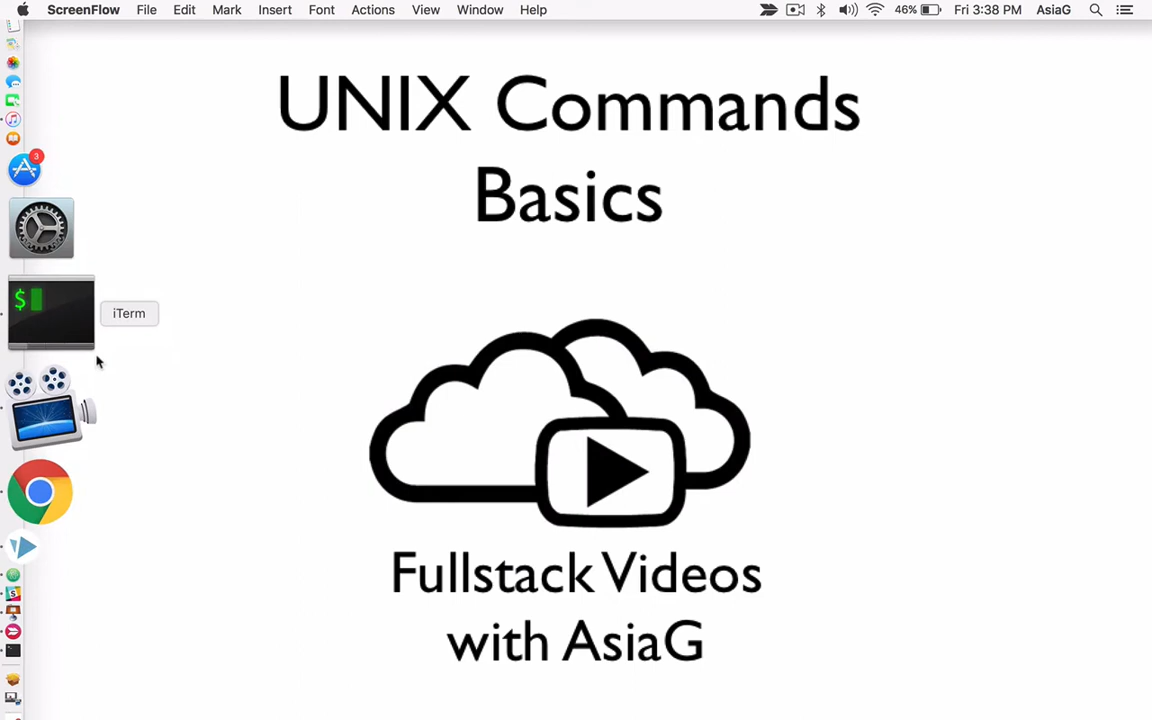 ScreenFlow File Edit Mark Insert Font Actions View Window Help 46% Fri 3:38 PM AsiaG
UNIX Commands
Basics
3
$
iTerm
Fullstack Videos
with AsiaG